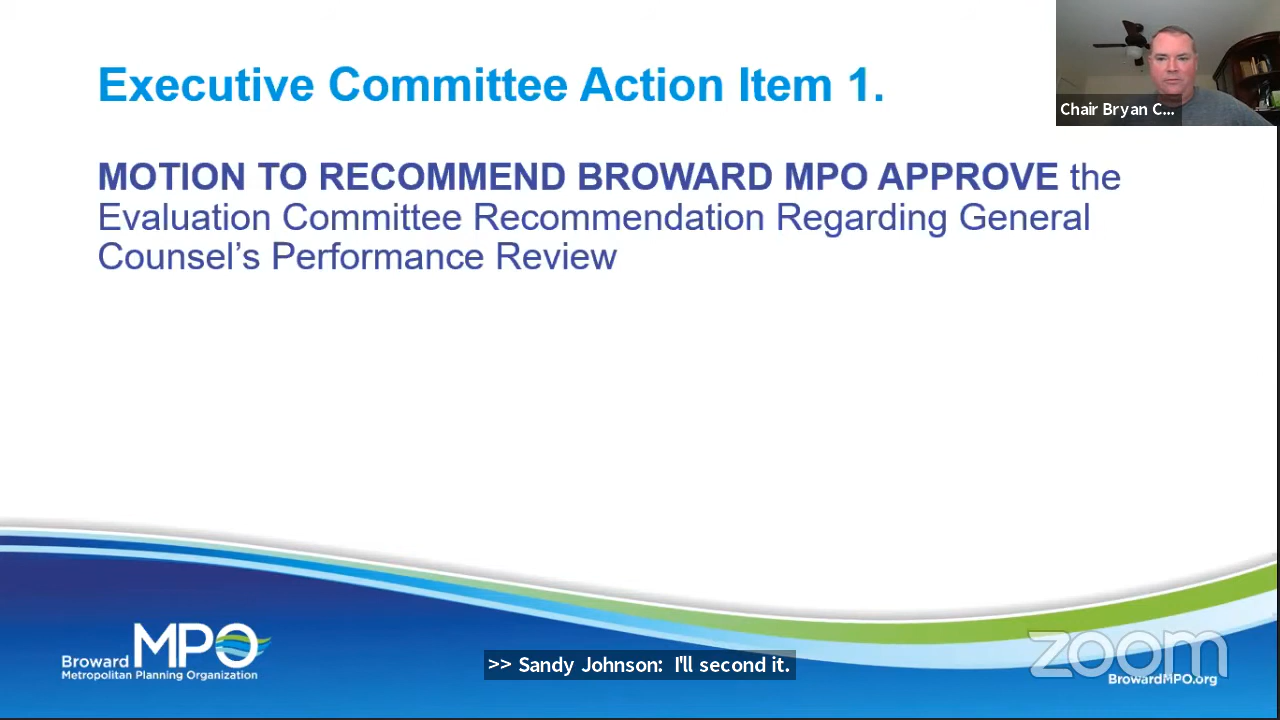 Executive Committee Action Item 1.
Chair Bryan C...
MOTION TO RECOMMEND BROWARD MPO APPROVE the
Evaluation Committee Recommendation Regarding General
Counsel's Performance Review
Broward MPO
Metropolitan Planning Organization
>> Sandy Johnson:  I'll second it.
zoom
BrowardMPO.org